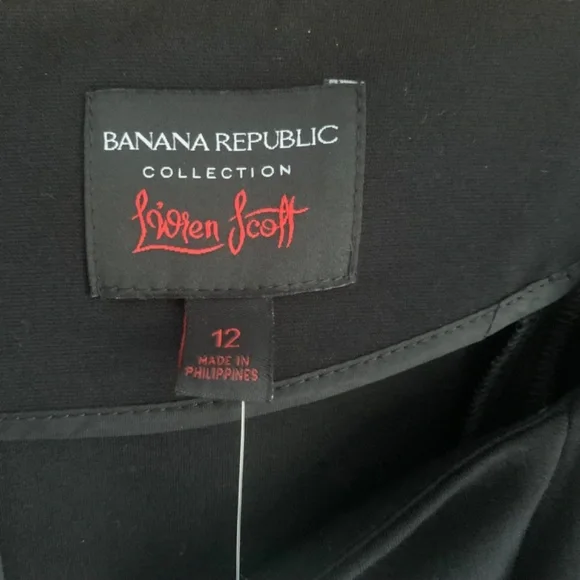 BANANA REPUBLIC
COLLECTION
L'Wren Scott
12
MADE IN
PHILIPPINES